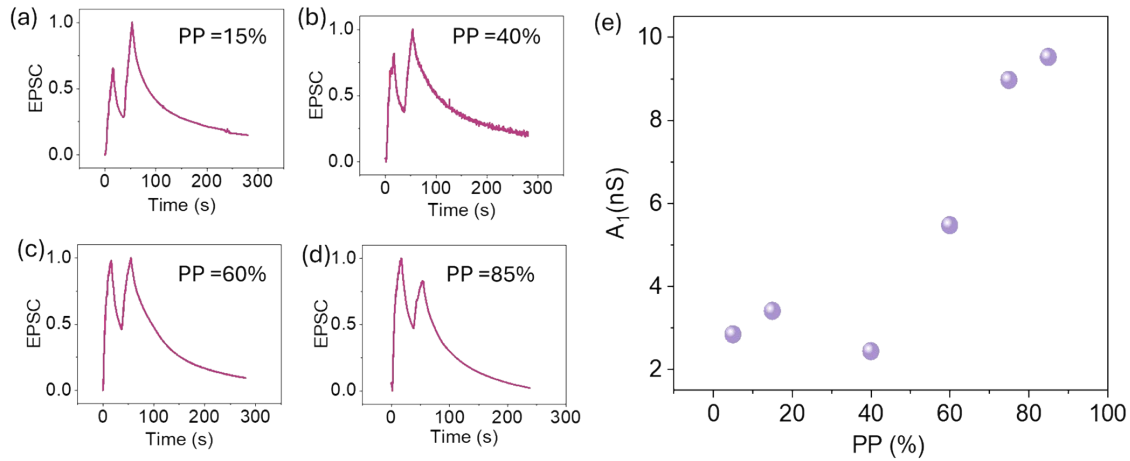 (a)
PP =15%
EPSC
1.0
0.5
0.0
0 100 200 300
Time (s)
(b)
PP =40%
EPSC
1.0
0.5
0.0
0 100 200 300
Time (s)
(c)
PP =60%
EPSC
1.0
0.5
0.0
0 100 200 300
Time (s)
(d)
PP =85%
EPSC
1.0
0.5
0.0
0 100 200 300
Time (s)
(e)
A₁(nS)
10
8
6
4
2
0 20 40 60 80 100
PP (%)